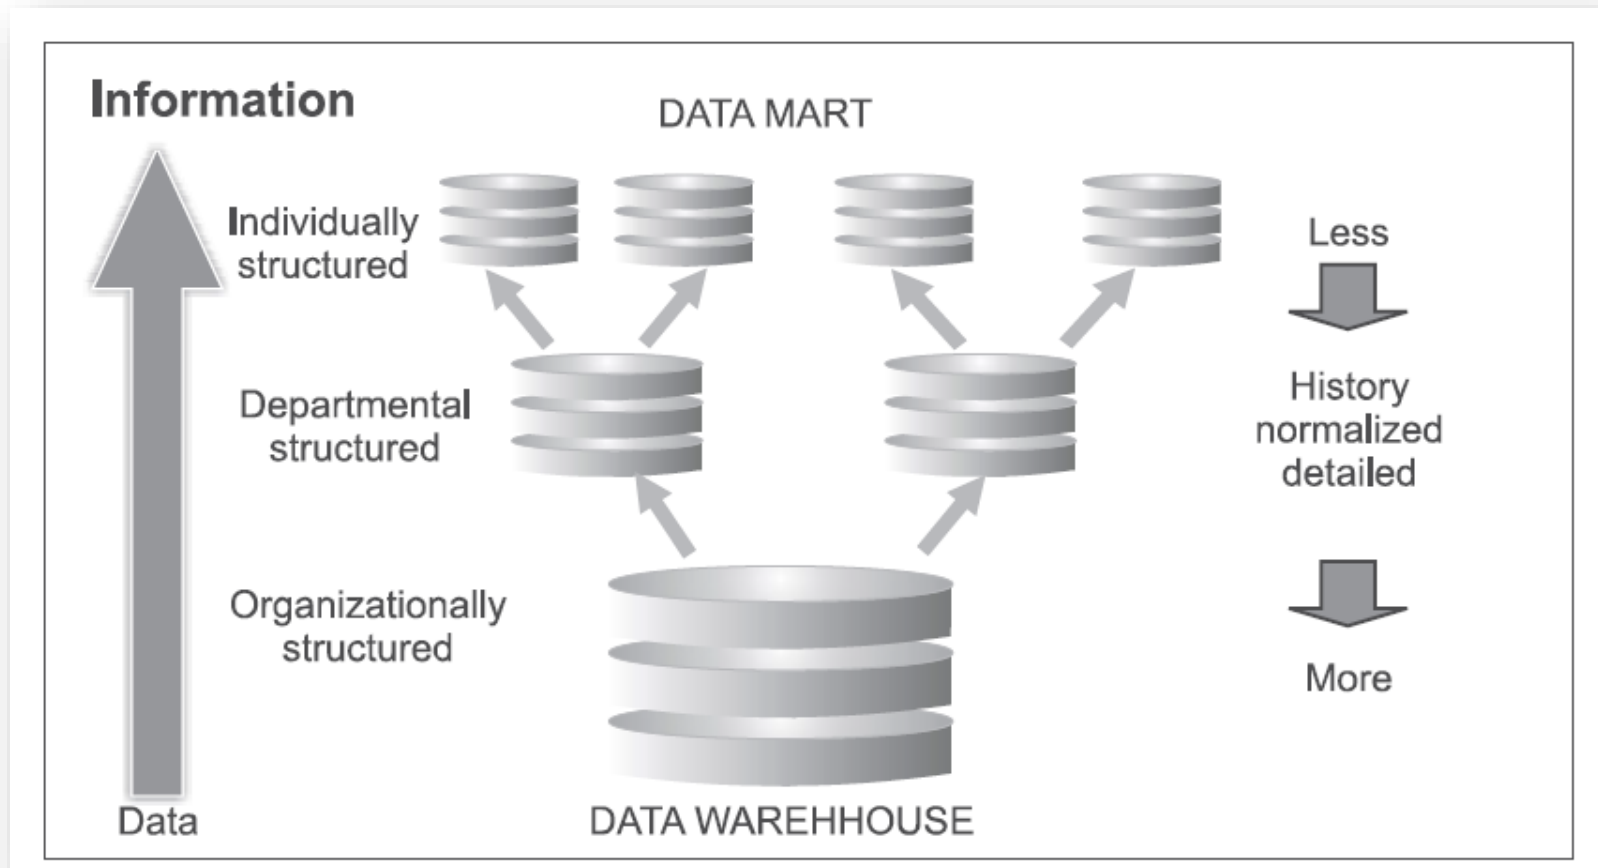 Information
DATA MART
Individually
structured
Less
Departmental
structured
History
normalized
detailed
Organizationally
structured
More
Data
DATA WAREHHOUSE